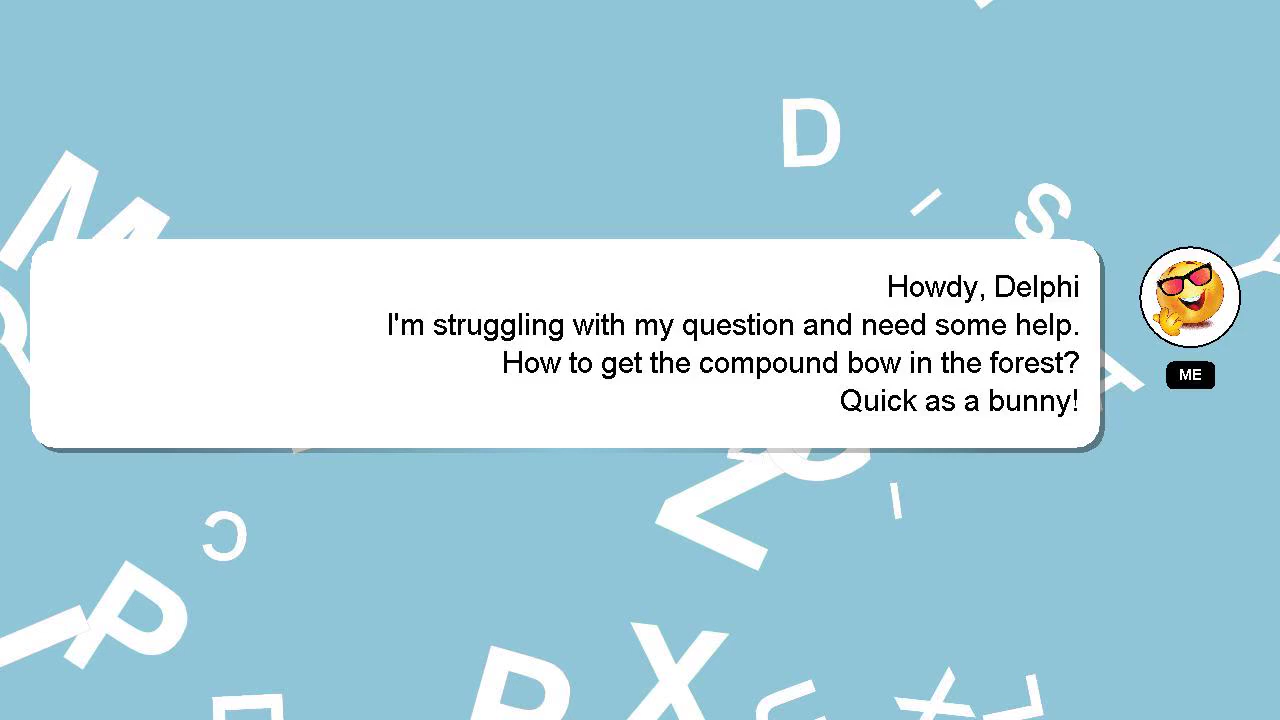 Howdy, Delphi
I'm struggling with my question and need some help.
How to get the compound bow in the forest?
Quick as a bunny!
ME